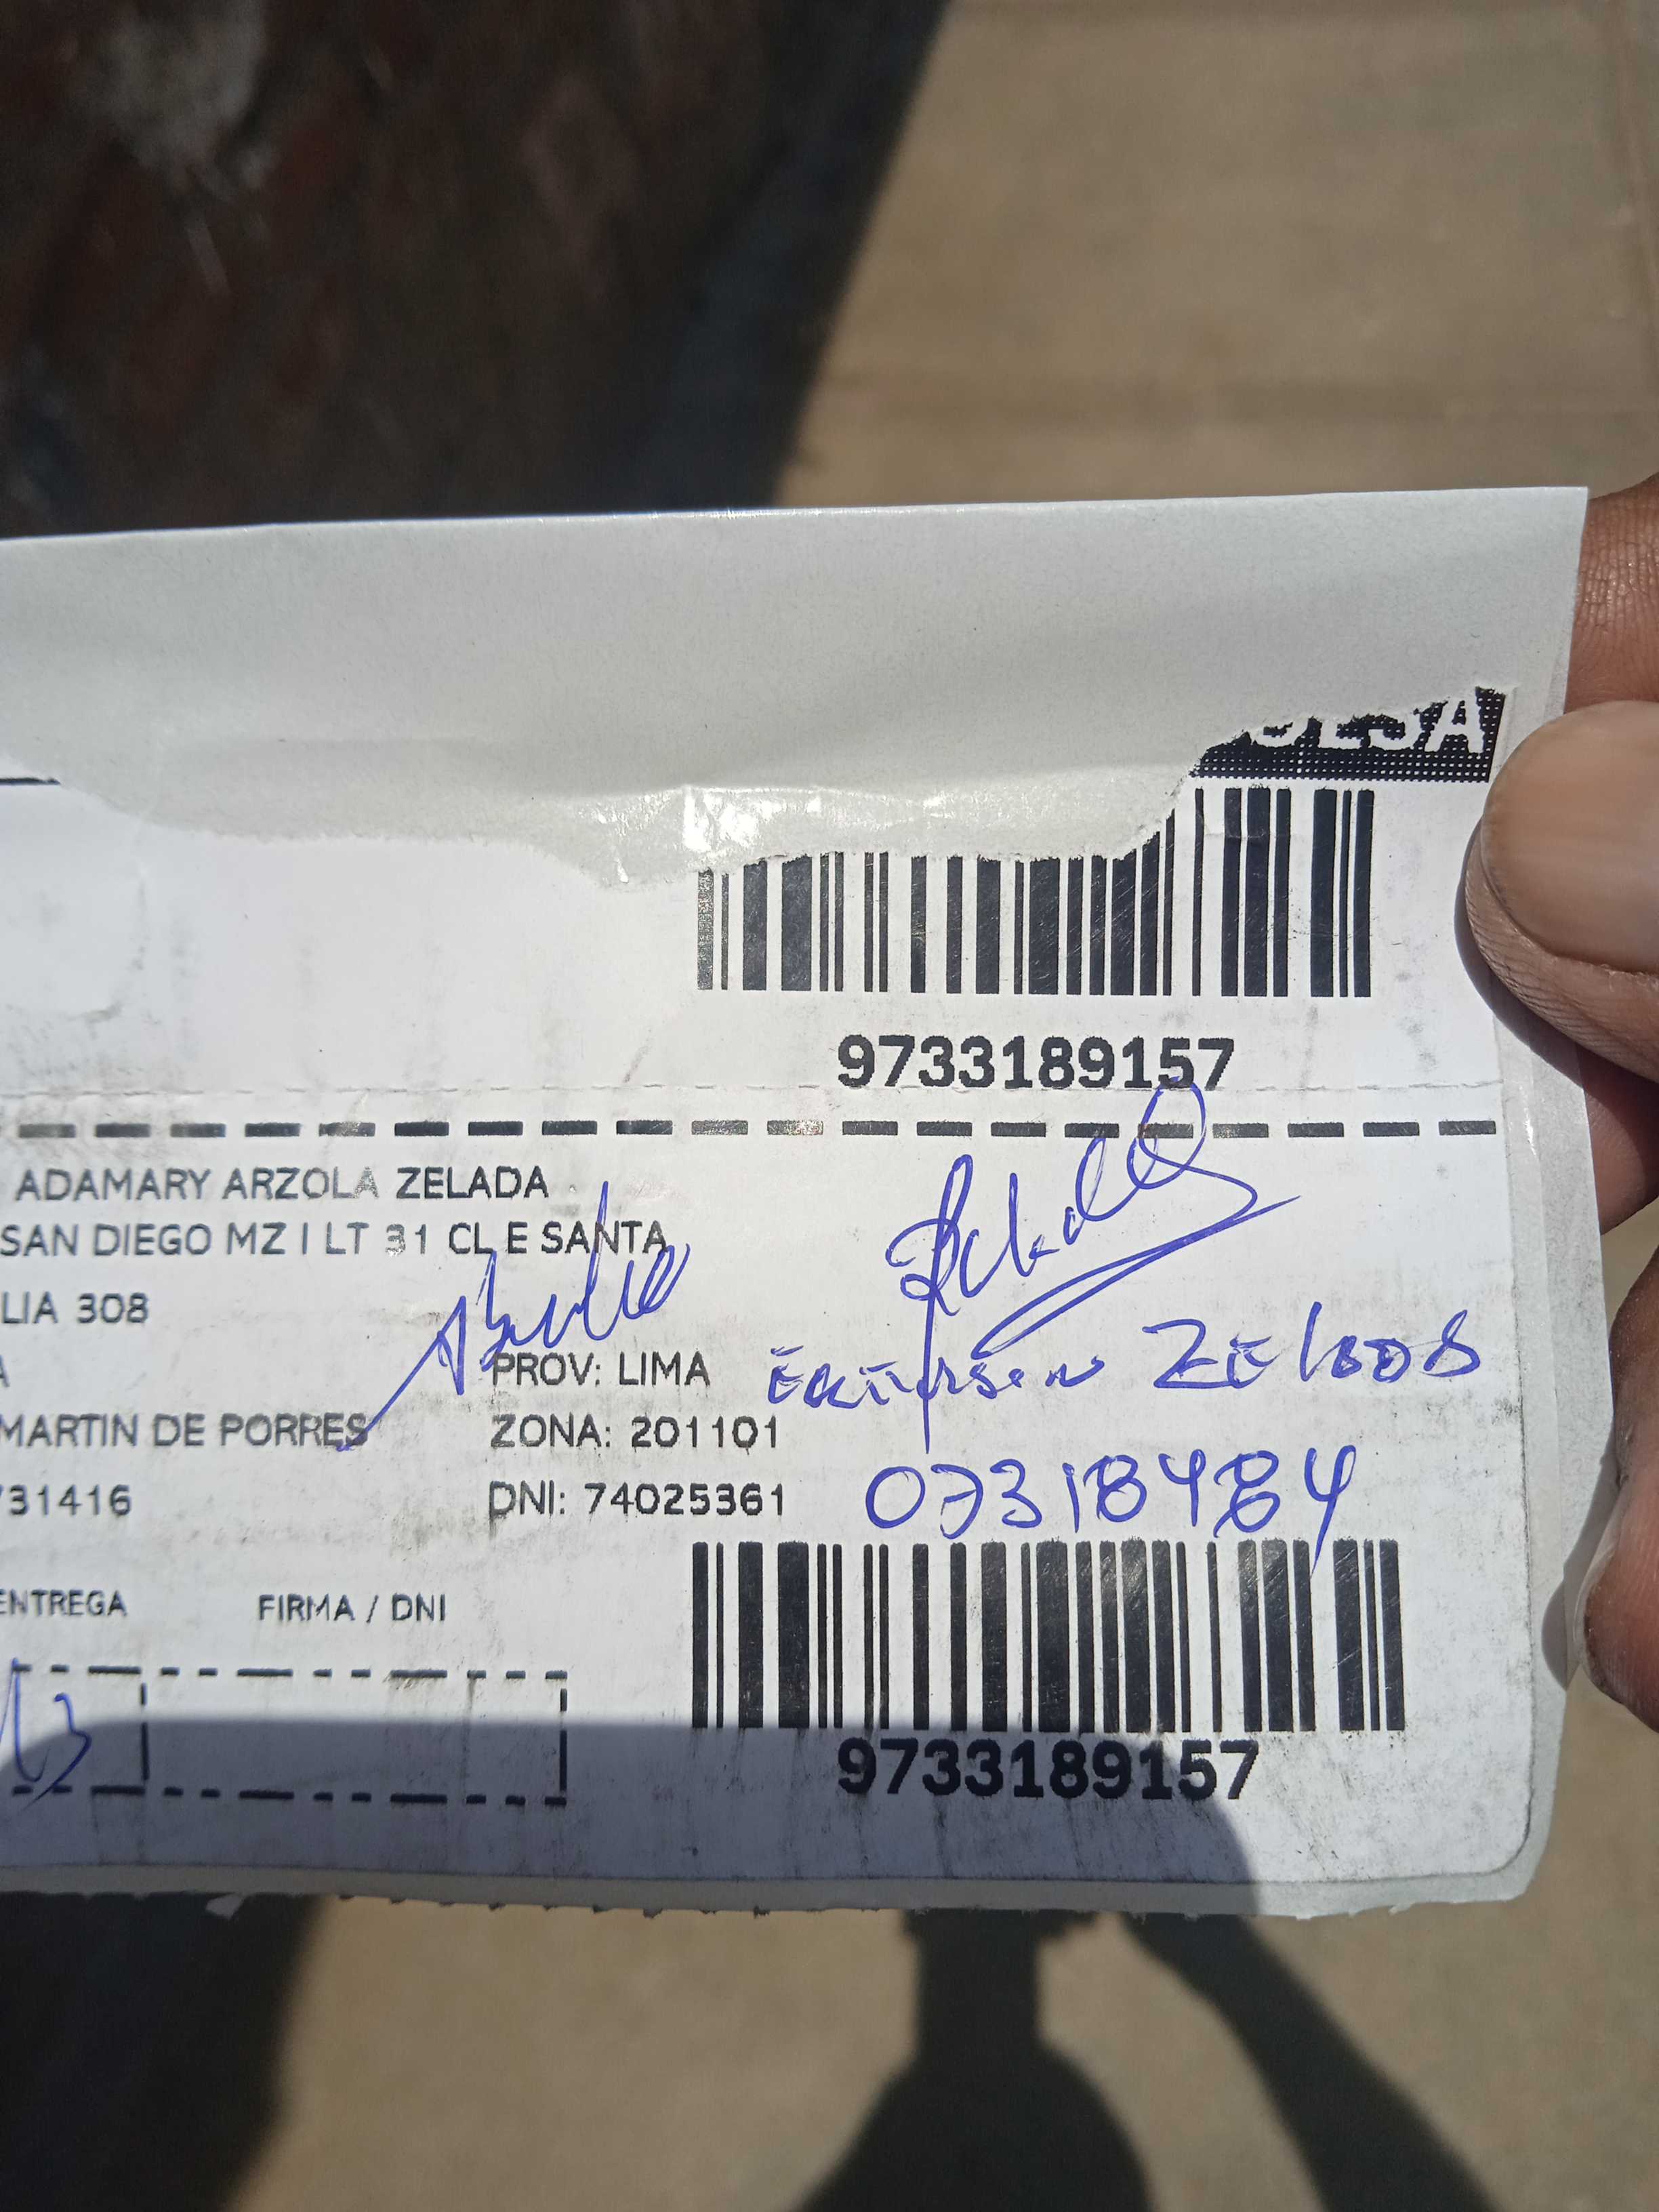 9733189157
ADAMARY ARZOLA ZELADA
SAN DIEGO MZ I LT 31 CL E SANTA
LIA 308
A
PROV: LIMA
MARTIN DE PORRES
ZONA: 201101
731416
DNI: 74025361
07318484
ENTREGA
FIRMA / DNI
13
9733189157